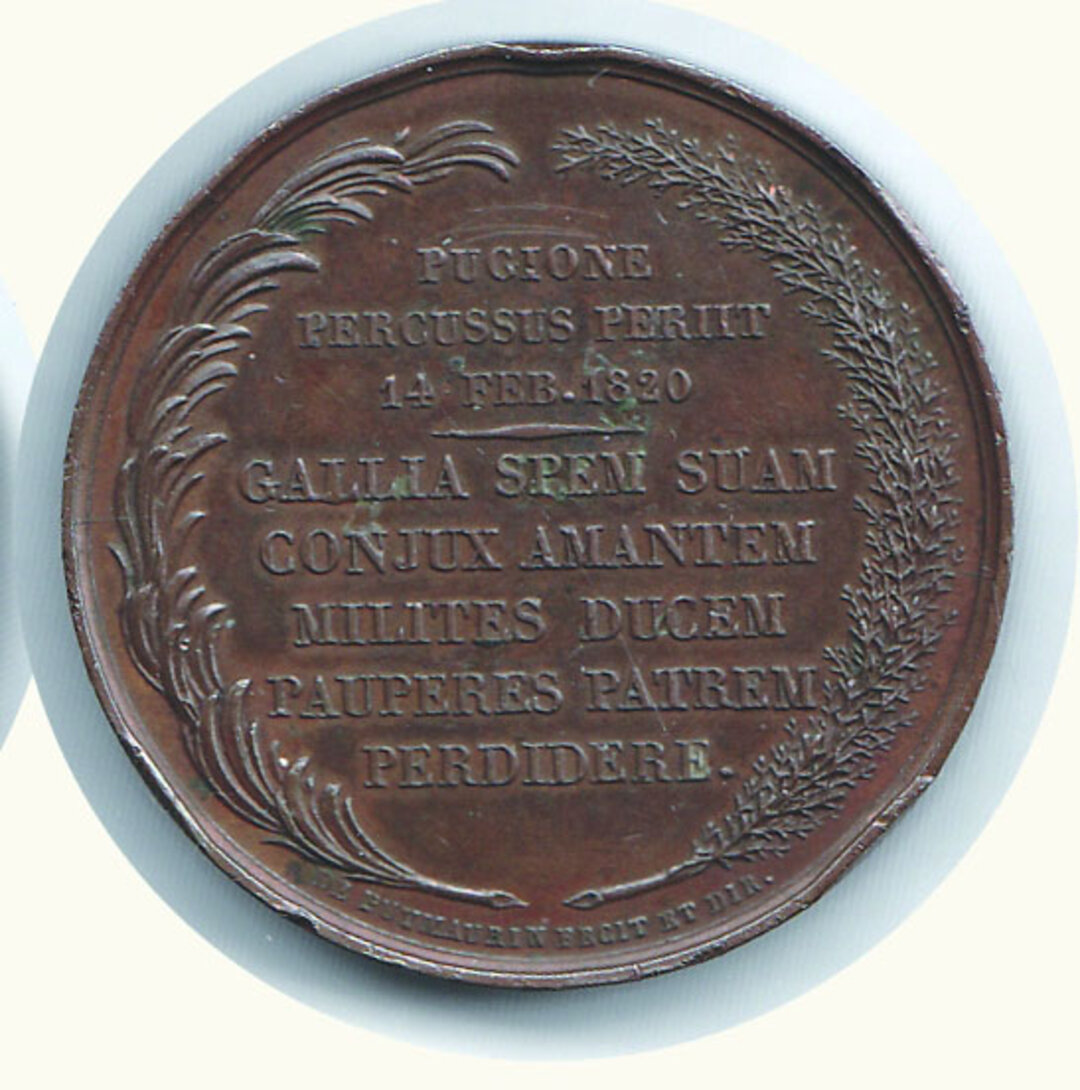 PUGIONE
PERCUSSUS PERIIT
14 FEB. 1820
GALLIA SPEM SUAM
CONJUX AMANTEM
MILITES DUCEM
PAUPERES PATREM
PERDIDERE.
DE PUYMAURIN FECIT ET DIR.